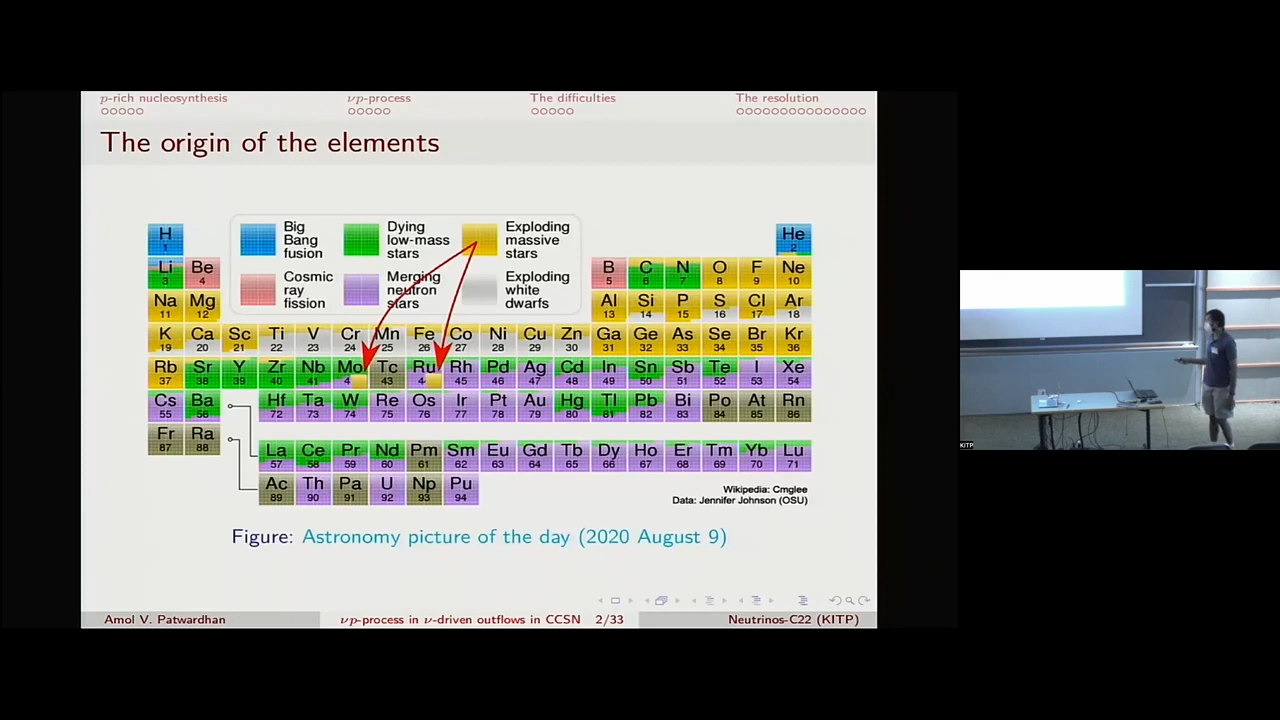 p-rich nucleosynthesis νp-process The difficulties The resolution
The origin of the elements
Big Bang fusion
Dying low-mass stars
Exploding massive stars
Cosmic ray fission
Merging neutron stars
Exploding white dwarfs
H He
1 2
Li Be B C N O F Ne
3 4 5 6 7 8 9 10
Na Mg Al Si P S Cl Ar
11 12 13 14 15 16 17 18
K Ca Sc Ti V Cr Mn Fe Co Ni Cu Zn Ga Ge As Se Br Kr
19 20 21 22 23 24 25 26 27 28 29 30 31 32 33 34 35 36
Rb Sr Y Zr Nb Mo Tc Ru Rh Pd Ag Cd In Sn Sb Te I Xe
37 38 39 40 41 4 43 4 45 46 47 48 49 50 51 52 53 54
Cs Ba Hf Ta W Re Os Ir Pt Au Hg Tl Pb Bi Po At Rn
55 56 72 73 74 75 76 77 78 79 80 81 82 83 84 85 86
Fr Ra
87 88
La Ce Pr Nd Pm Sm Eu Gd Tb Dy Ho Er Tm Yb Lu
57 58 59 60 61 62 63 64 65 66 67 68 69 70 71
Ac Th Pa U Np Pu
89 90 91 92 93 94
Wikipedia: Cmglee
Data: Jennifer Johnson (OSU)
Figure: Astronomy picture of the day (2020 August 9)
Amol V. Patwardhan νp-process in ν-driven outflows in CCSN 2/33 Neutrinos-C22 (KITP)
KITP